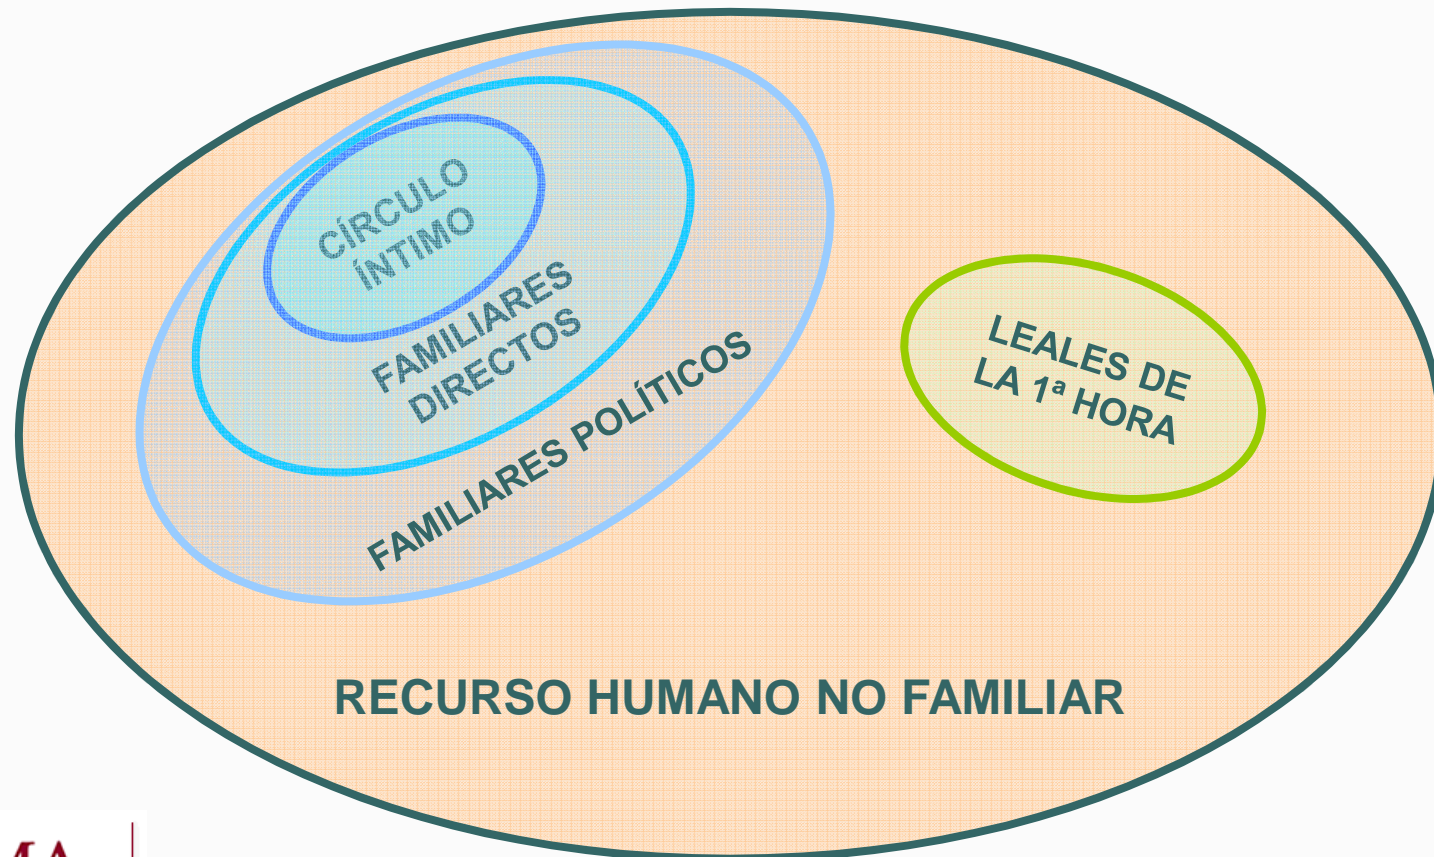 CÍRCULO
ÍNTIMO
FAMILIARES
DIRECTOS
FAMILIARES POLÍTICOS
LEALES DE
LA 1ª HORA
RECURSO HUMANO NO FAMILIAR